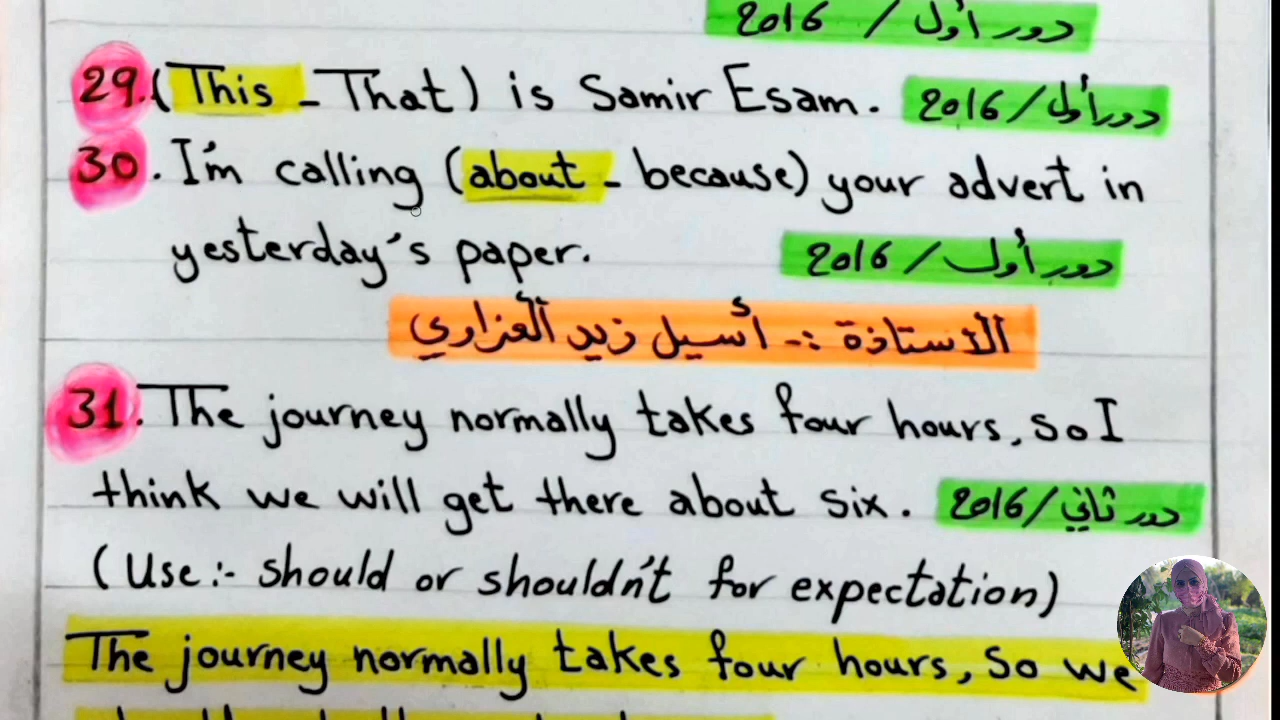 دور أول / 2016
29. (This - That) is Samir Esam. دور أول / 2016
30. I'm calling (about - because) your advert in
yesterday's paper. دور أول / 2016
الاستاذة :- أسيل زيد العزاري
31. The journey normally takes four hours, so I
think we will get there about six. دور ثاني / 2016
(Use :- should or shouldn't for expectation)
The journey normally takes four hours, so we